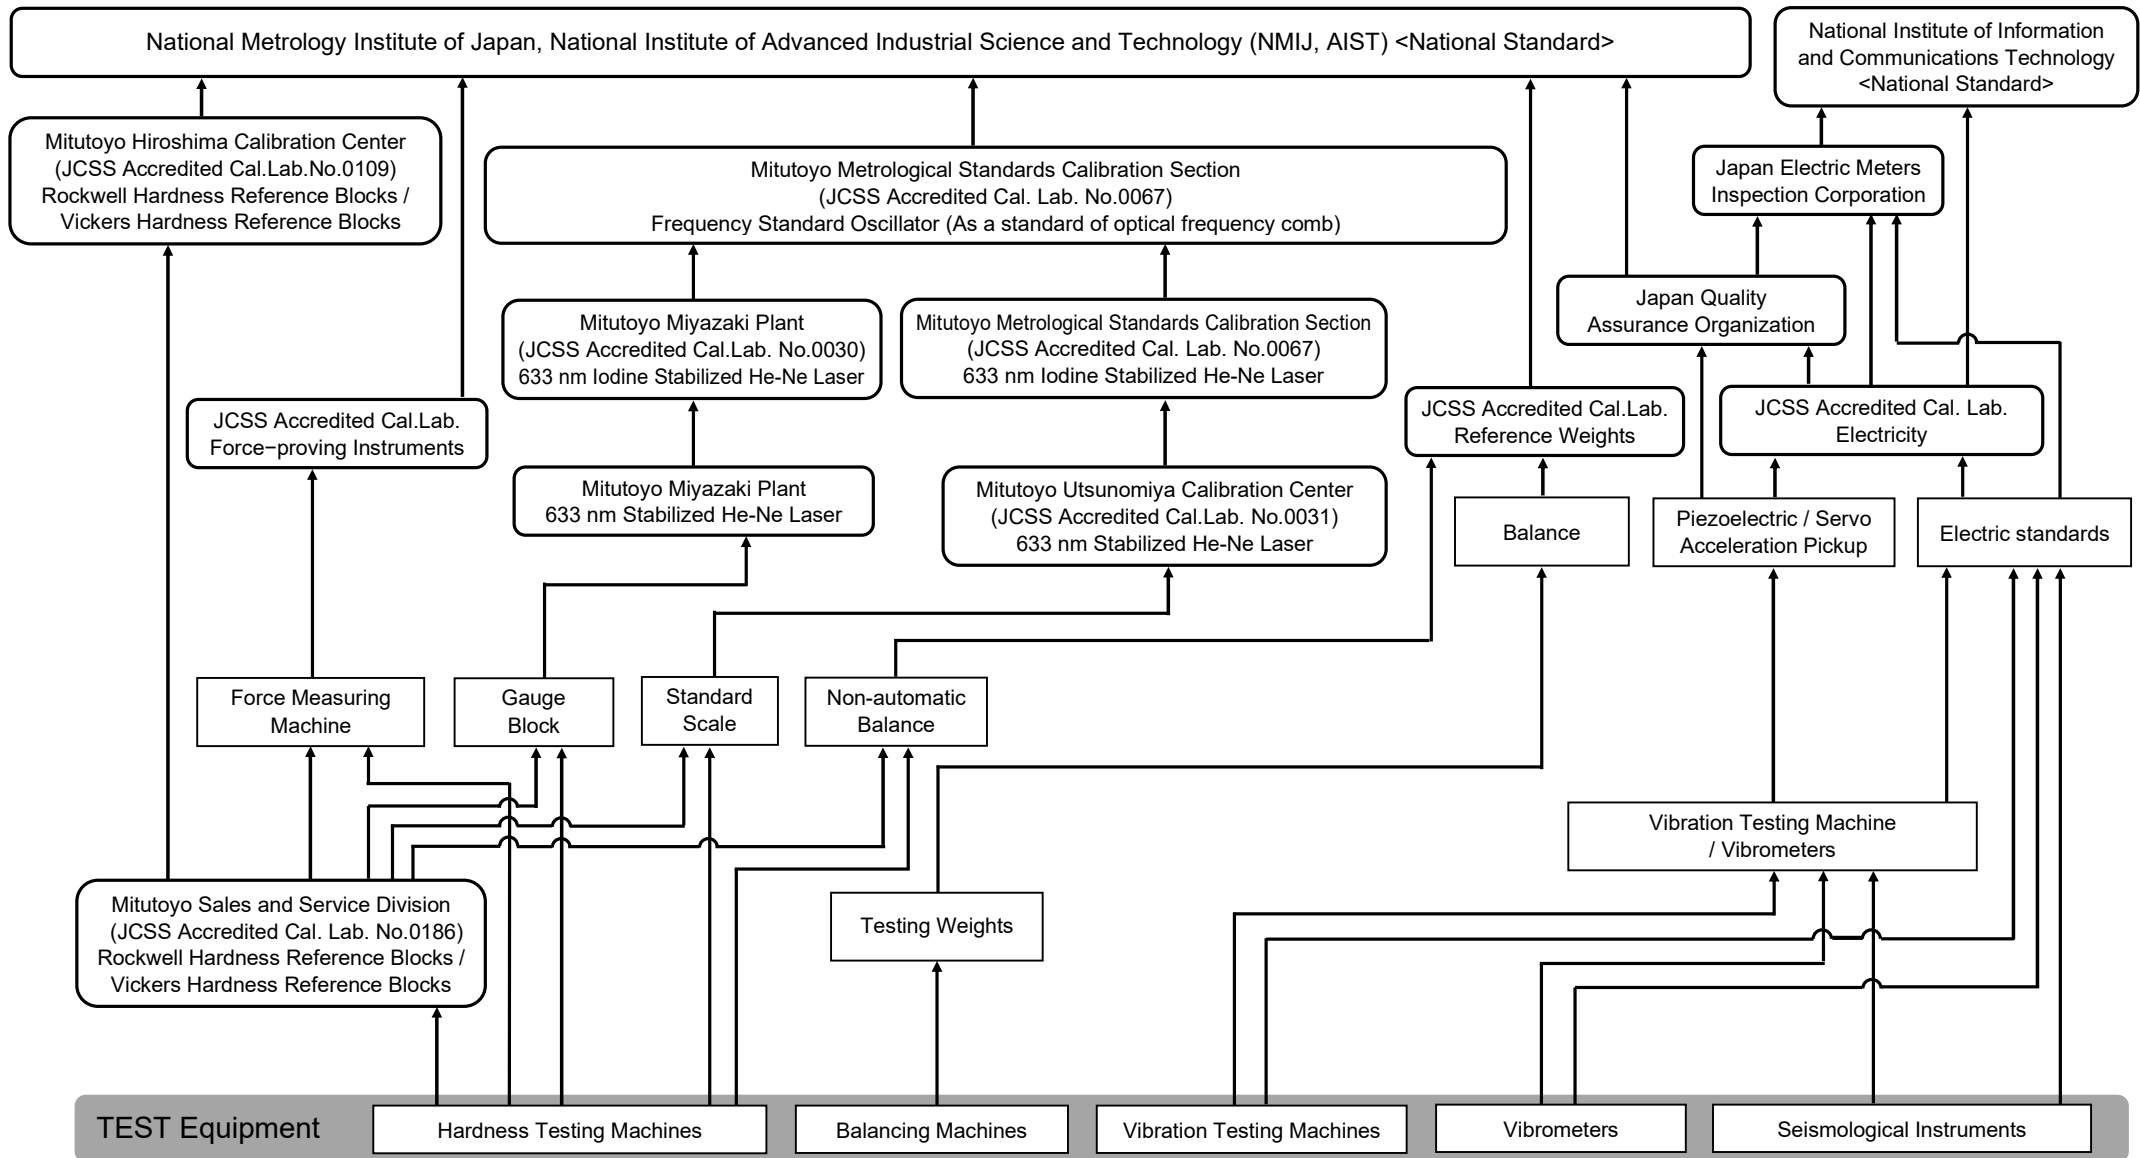 National Metrology Institute of Japan, National Institute of Advanced Industrial Science and Technology (NMIJ, AIST) <National Standard>
National Institute of Information
and Communications Technology
<National Standard>
Mitutoyo Hiroshima Calibration Center
(JCSS Accredited Cal.Lab.No.0109)
Rockwell Hardness Reference Blocks /
Vickers Hardness Reference Blocks
Mitutoyo Metrological Standards Calibration Section
(JCSS Accredited Cal. Lab. No.0067)
Frequency Standard Oscillator (As a standard of optical frequency comb)
Japan Electric Meters
Inspection Corporation
Japan Quality
Assurance Organization
Mitutoyo Miyazaki Plant
(JCSS Accredited Cal.Lab. No.0030)
633 nm Iodine Stabilized He-Ne Laser
Mitutoyo Metrological Standards Calibration Section
(JCSS Accredited Cal. Lab. No.0067)
633 nm Iodine Stabilized He-Ne Laser
JCSS Accredited Cal.Lab.
Force−proving Instruments
JCSS Accredited Cal.Lab.
Reference Weights
JCSS Accredited Cal. Lab.
Electricity
Mitutoyo Miyazaki Plant
633 nm Stabilized He-Ne Laser
Mitutoyo Utsunomiya Calibration Center
(JCSS Accredited Cal.Lab. No.0031)
633 nm Stabilized He-Ne Laser
Balance
Piezoelectric / Servo
Acceleration Pickup
Electric standards
Force Measuring
Machine
Gauge
Block
Standard
Scale
Non-automatic
Balance
Vibration Testing Machine
/ Vibrometers
Mitutoyo Sales and Service Division
(JCSS Accredited Cal. Lab. No.0186)
Rockwell Hardness Reference Blocks /
Vickers Hardness Reference Blocks
Testing Weights
TEST Equipment
Hardness Testing Machines
Balancing Machines
Vibration Testing Machines
Vibrometers
Seismological Instruments